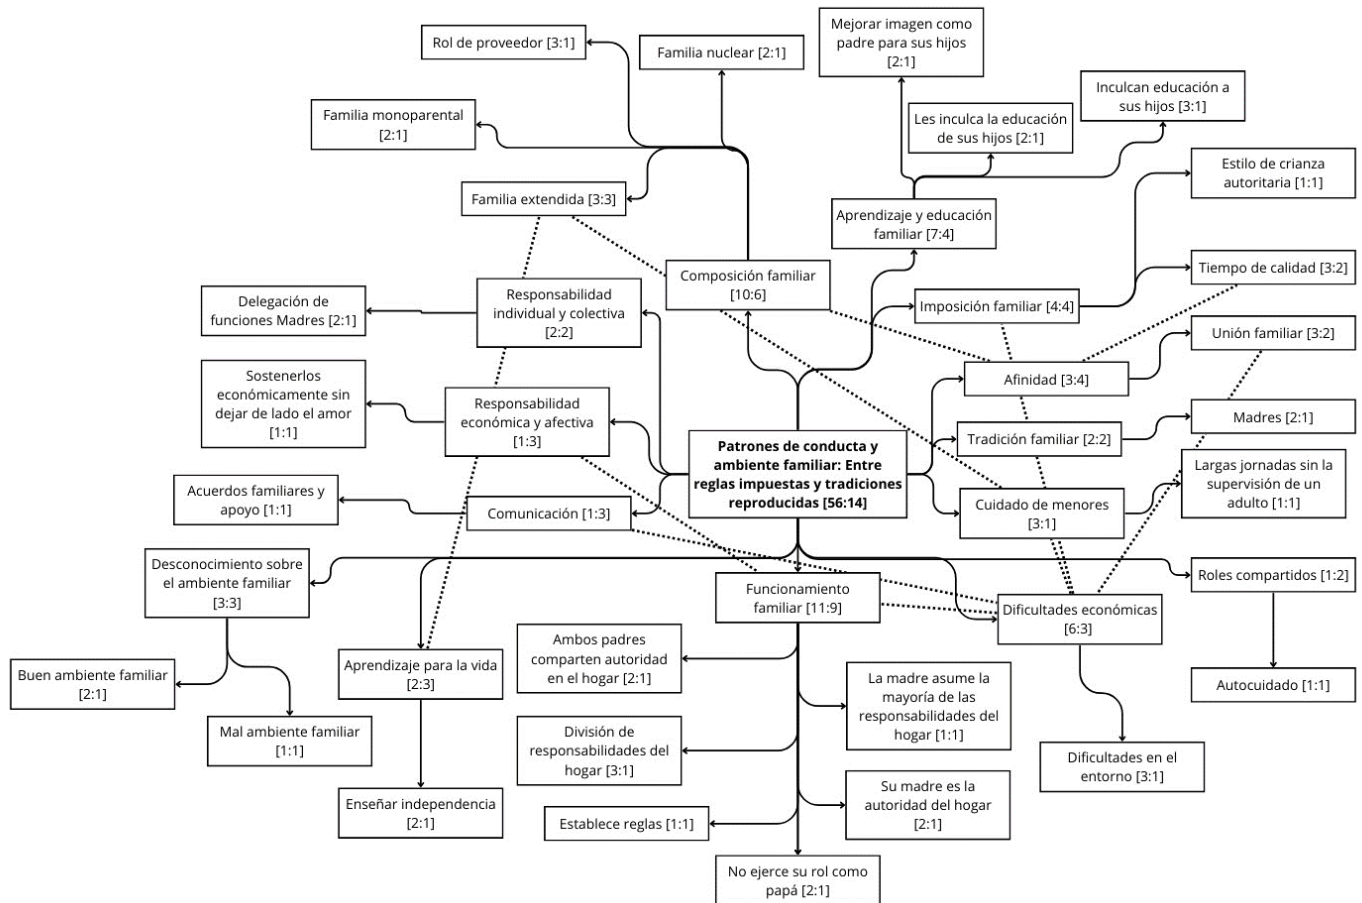 Mejorar imagen como
padre para sus hijos
[2:1]
Rol de proveedor [3:1]
Familia nuclear [2:1]
Inculcan educación a
sus hijos [3:1]
Familia monoparental
[2:1]
Les inculca la educación
de sus hijos [2:1]
Estilo de crianza
autoritaria [1:1]
Familia extendida [3:3]
Aprendizaje y educación
familiar [7:4]
Composición familiar
[10:6]
Tiempo de calidad [3:2]
Delegación de
funciones Madres [2:1]
Responsabilidad
individual y colectiva
[2:2]
Imposición familiar [4:4]
Unión familiar [3:2]
Sostenerlos
económicamente sin
dejar de lado el amor
[1:1]
Responsabilidad
económica y afectiva
[1:3]
Afinidad [3:4]
Madres [2:1]
Patrones de conducta y
ambiente familiar: Entre
reglas impuestas y tradiciones
reproducidas [56:14]
Tradición familiar [2:2]
Largas jornadas sin la
supervisión de un
adulto [1:1]
Acuerdos familiares y
apoyo [1:1]
Comunicación [1:3]
Cuidado de menores
[3:1]
Desconocimiento sobre
el ambiente familiar
[3:3]
Funcionamiento
familiar [11:9]
Roles compartidos [1:2]
Dificultades económicas
[6:3]
Buen ambiente familiar
[2:1]
Aprendizaje para la vida
[2:3]
Ambos padres
comparten autoridad
en el hogar [2:1]
La madre asume la
mayoría de las
responsabilidades del
hogar [1:1]
Autocuidado [1:1]
Mal ambiente familiar
[1:1]
División de
responsabilidades del
hogar [3:1]
Dificultades en el
entorno [3:1]
Enseñar independencia
[2:1]
Establece reglas [1:1]
Su madre es la
autoridad del hogar
[2:1]
No ejerce su rol como
papá [2:1]